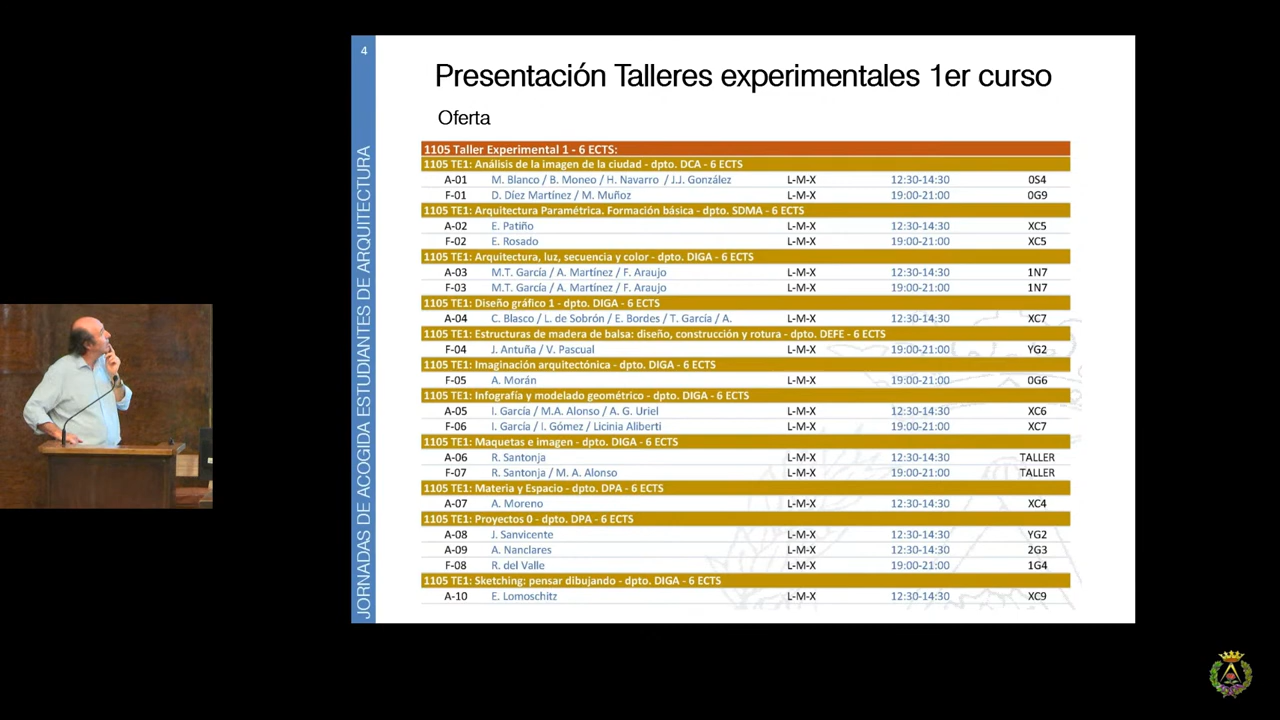 4
JORNADAS DE ACOGIDA ESTUDIANTES DE ARQUITECTURA
Presentación Talleres experimentales 1er curso
Oferta
1105 Taller Experimental 1 - 6 ECTS:
1105 TE1: Análisis de la imagen de la ciudad - dpto. DCA - 6 ECTS
A-01 M. Blanco / B. Moneo / H. Navarro / J.J. González L-M-X 12:30-14:30 0S4
F-01 D. Díez Martínez / M. Muñoz L-M-X 19:00-21:00 0G9
1105 TE1: Arquitectura Paramétrica. Formación básica - dpto. SDMA - 6 ECTS
A-02 E. Patiño L-M-X 12:30-14:30 XC5
F-02 E. Rosado L-M-X 19:00-21:00 XC5
1105 TE1: Arquitectura, luz, secuencia y color - dpto. DIGA - 6 ECTS
A-03 M.T. García / A. Martínez / F. Araujo L-M-X 12:30-14:30 1N7
F-03 M.T. García / A. Martínez / F. Araujo L-M-X 19:00-21:00 1N7
1105 TE1: Diseño gráfico 1 - dpto. DIGA - 6 ECTS
A-04 C. Blasco / L. de Sobrón / E. Bordes / T. García / A. L-M-X 12:30-14:30 XC7
1105 TE1: Estructuras de madera de balsa: diseño, construcción y rotura - dpto. DEFE - 6 ECTS
F-04 J. Antuña / V. Pascual L-M-X 19:00-21:00 YG2
1105 TE1: Imaginación arquitectónica - dpto. DIGA - 6 ECTS
F-05 A. Morán L-M-X 19:00-21:00 0G6
1105 TE1: Infografía y modelado geométrico - dpto. DIGA - 6 ECTS
A-05 I. García / M.A. Alonso / A. G. Uriel L-M-X 12:30-14:30 XC6
F-06 I. García / I. Gómez / Licinia Aliberti L-M-X 19:00-21:00 XC7
1105 TE1: Maquetas e imagen - dpto. DIGA - 6 ECTS
A-06 R. Santonja L-M-X 12:30-14:30 TALLER
F-07 R. Santonja / M. A. Alonso L-M-X 19:00-21:00 TALLER
1105 TE1: Materia y Espacio - dpto. DPA - 6 ECTS
A-07 A. Moreno L-M-X 12:30-14:30 XC4
1105 TE1: Proyectos 0 - dpto. DPA - 6 ECTS
A-08 J. Sanvicente L-M-X 12:30-14:30 YG2
A-09 A. Nanclares L-M-X 12:30-14:30 2G3
F-08 R. del Valle L-M-X 19:00-21:00 1G4
1105 TE1: Sketching: pensar dibujando - dpto. DIGA - 6 ECTS
A-10 E. Lomoschitz L-M-X 12:30-14:30 XC9